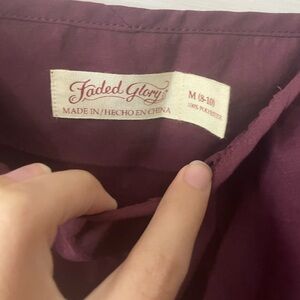 Faded Glory
MADE IN/HECHO EN CHINA
M (8-10)
100% POLYESTER